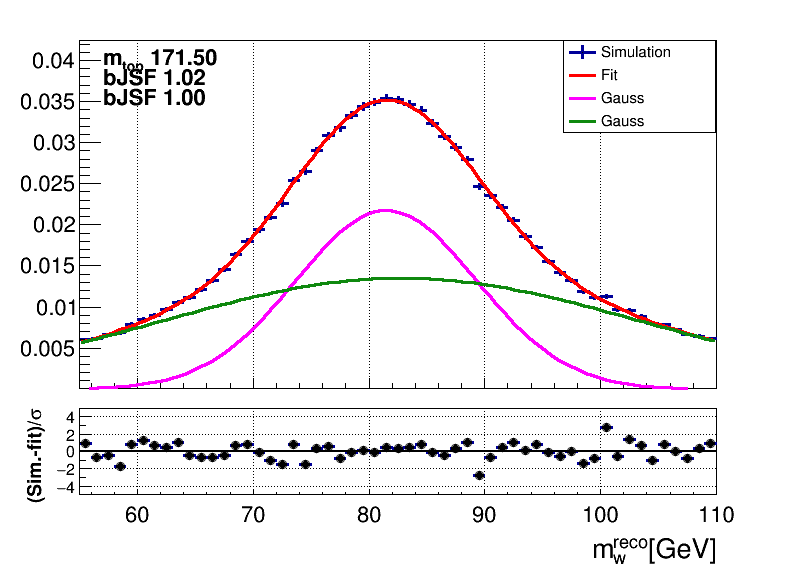 m_top 171.50
bJSF 1.02
bJSF 1.00
Simulation
Fit
Gauss
Gauss
0.04
0.035
0.03
0.025
0.02
0.015
0.01
0.005
(Sim.-fit)/σ
4
2
0
−2
−4
60 70 80 90 100 110
m_w^reco[GeV]